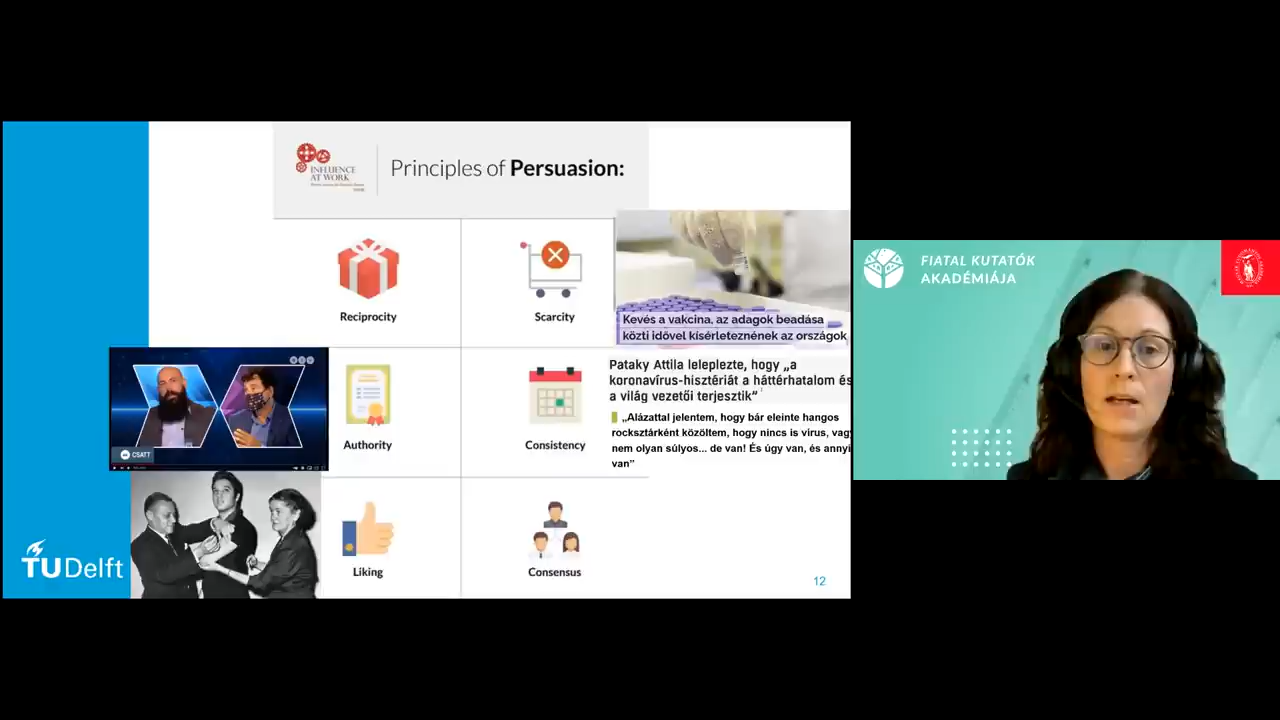 INFLUENCE
AT WORK
Principles of Persuasion:
Reciprocity
Scarcity
Kevés a vakcina, az adagok beadása
közti idővel kísérleteznének az országok
CSATT
Authority
Consistency
Pataky Attila leleplezte, hogy „a
koronavírus-hisztériát a háttérhatalom és
a világ vezetői terjesztik”
„Alázattal jelentem, hogy bár eleinte hangos
rocksztárként közöltem, hogy nincs is vírus, vagy
nem olyan súlyos... de van! És úgy van, és annyi
van”
Liking
Consensus
TUDelft
12
FIATAL KUTATÓK
AKADÉMIÁJA